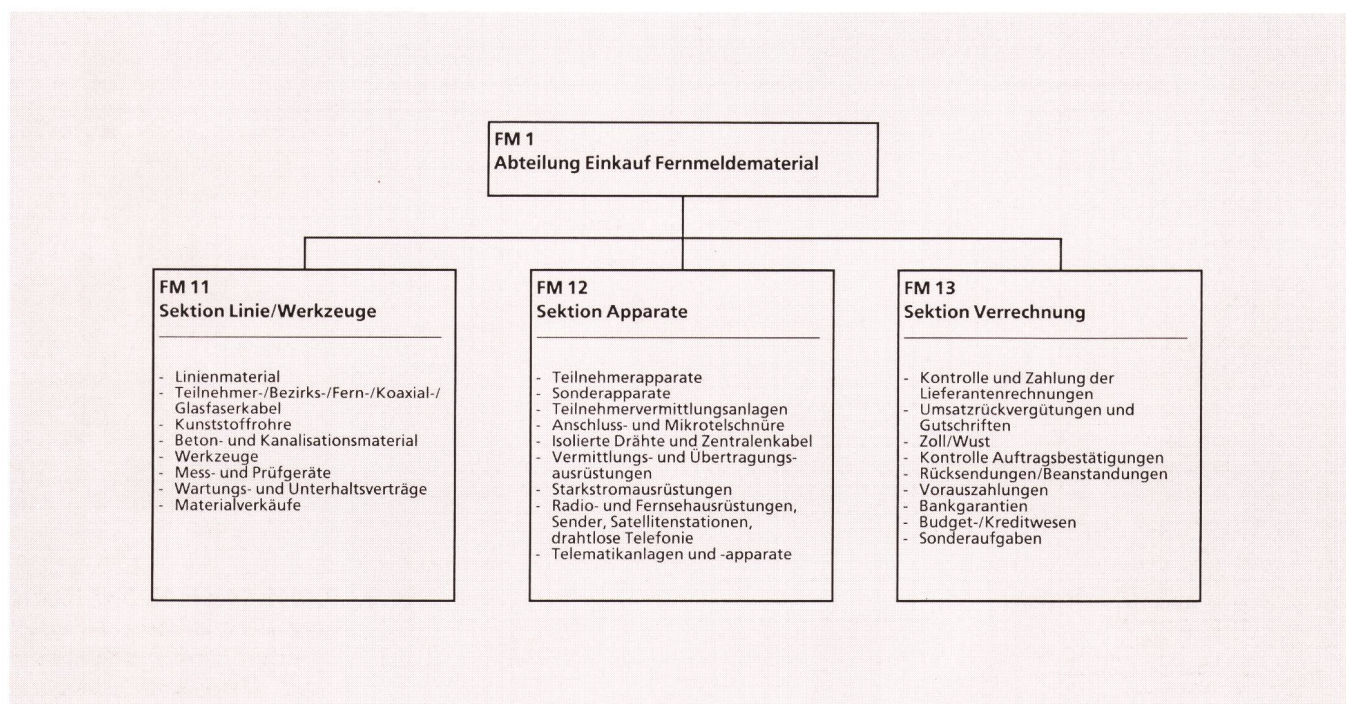 FM 1
Abteilung Einkauf Fernmeldematerial
FM 11
Sektion Linie/Werkzeuge
- Linienmaterial
- Teilnehmer-/Bezirks-/Fern-/Koaxial-/
Glasfaserkabel
- Kunststoffrohre
- Beton- und Kanalisationsmaterial
- Werkzeuge
- Mess- und Prüfgeräte
- Wartungs- und Unterhaltsverträge
- Materialverkäufe
FM 12
Sektion Apparate
- Teilnehmerapparate
- Sonderapparate
- Teilnehmervermittlungsanlagen
- Anschluss- und Mikrotelschnüre
- Isolierte Drähte und Zentralenkabel
- Vermittlungs- und Übertragungs-
ausrüstungen
- Starkstromausrüstungen
- Radio- und Fernsehausrüstungen,
Sender, Satellitenstationen,
drahtlose Telefonie
- Telematikanlagen und -apparate
FM 13
Sektion Verrechnung
- Kontrolle und Zahlung der
Lieferantenrechnungen
- Umsatzrückvergütungen und
Gutschriften
- Zoll/Wust
- Kontrolle Auftragsbestätigungen
- Rücksendungen/Beanstandungen
- Vorauszahlungen
- Bankgarantien
- Budget-/Kreditwesen
- Sonderaufgaben